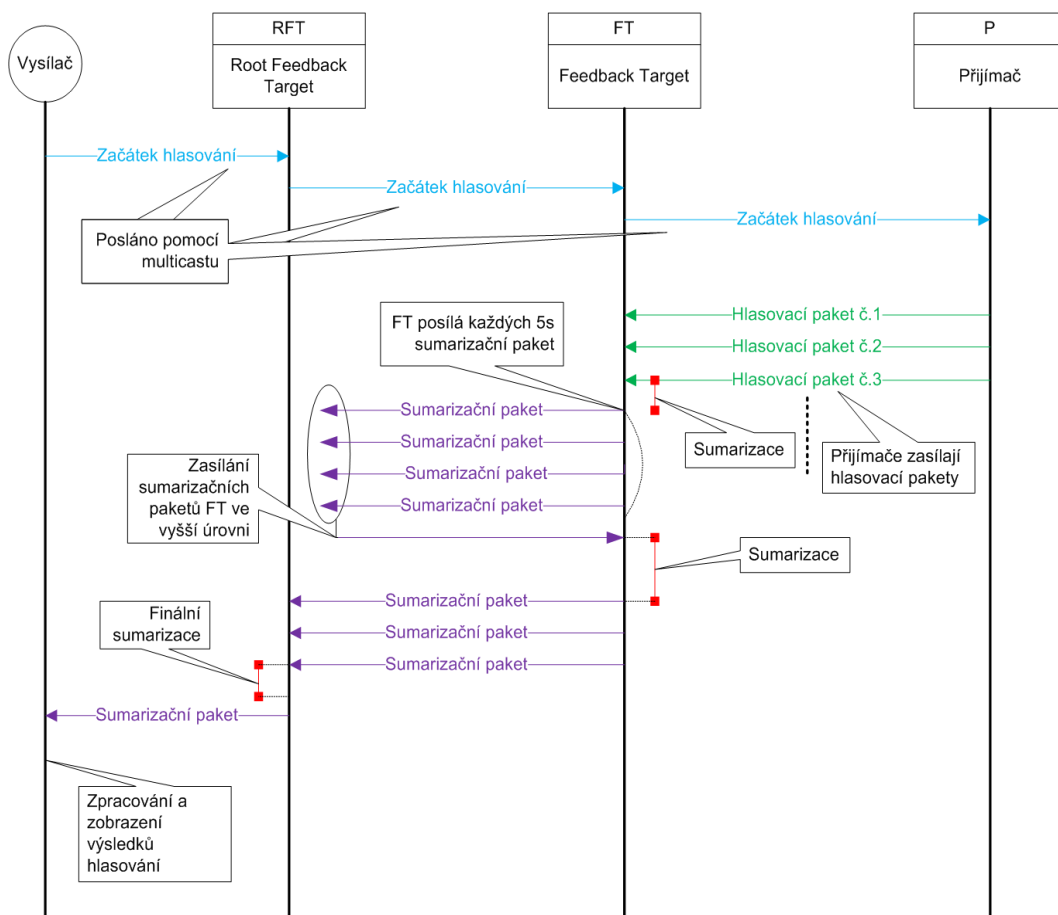 Vysílač
RFT
Root Feedback
Target
FT
Feedback Target
P
Přijímač
Začátek hlasování
Začátek hlasování
Začátek hlasování
Posláno pomocí
multicastu
FT posílá každých 5s
sumarizační paket
Hlasovací paket č.1
Hlasovací paket č.2
Hlasovací paket č.3
Sumarizační paket
Sumarizační paket
Sumarizační paket
Sumarizační paket
Sumarizace
Přijímače zasílají
hlasovací pakety
Zasílání
sumarizačních
paketů FT ve
vyšší úrovni
Sumarizace
Sumarizační paket
Sumarizační paket
Sumarizační paket
Finální
sumarizace
Sumarizační paket
Zpracování a
zobrazení
výsledků
hlasování